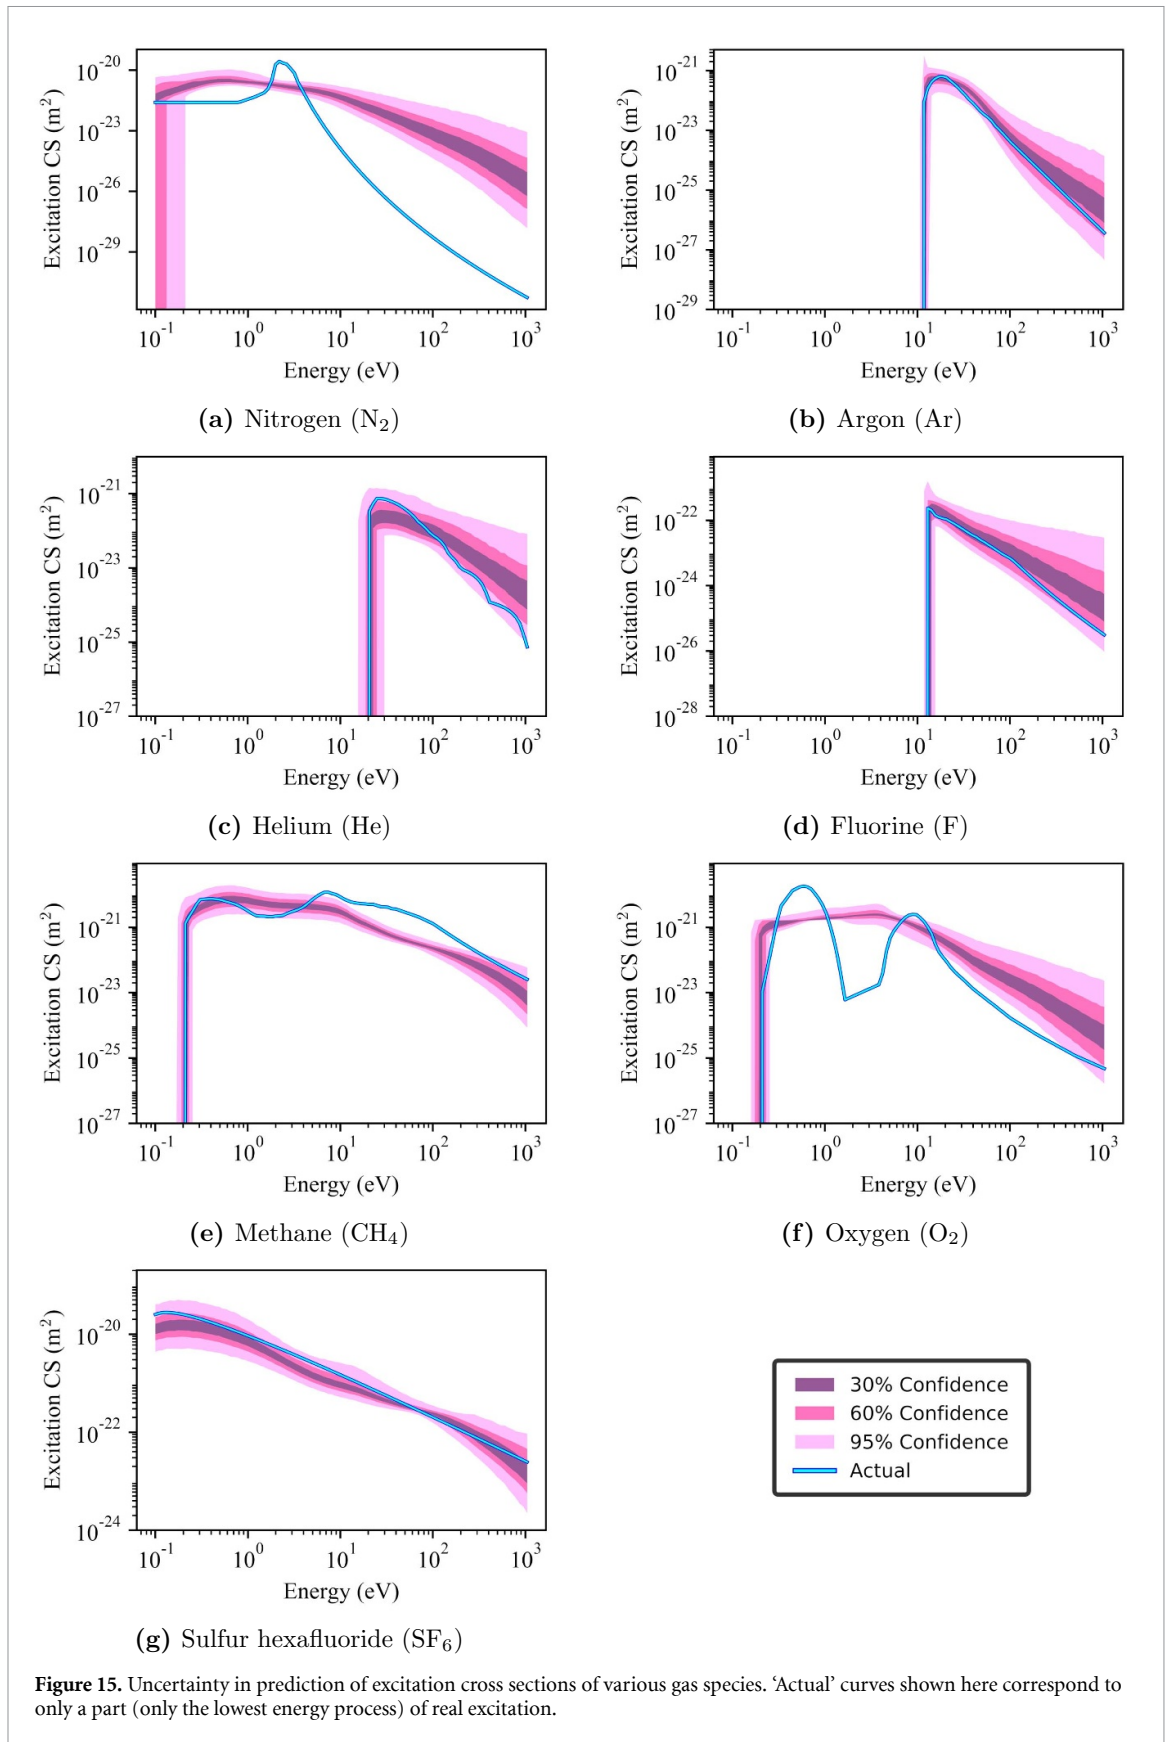 10^-20
10^-23
10^-26
10^-29
Excitation CS (m²)
10^-1 10^0 10^1 10^2 10^3
Energy (eV)
(a) Nitrogen (N₂)
10^-21
10^-23
10^-25
10^-27
10^-29
Excitation CS (m²)
10^-1 10^0 10^1 10^2 10^3
Energy (eV)
(b) Argon (Ar)
10^-21
10^-23
10^-25
10^-27
Excitation CS (m²)
10^-1 10^0 10^1 10^2 10^3
Energy (eV)
(c) Helium (He)
10^-22
10^-24
10^-26
10^-28
Excitation CS (m²)
10^-1 10^0 10^1 10^2 10^3
Energy (eV)
(d) Fluorine (F)
10^-21
10^-23
10^-25
10^-27
Excitation CS (m²)
10^-1 10^0 10^1 10^2 10^3
Energy (eV)
(e) Methane (CH₄)
10^-21
10^-23
10^-25
10^-27
Excitation CS (m²)
10^-1 10^0 10^1 10^2 10^3
Energy (eV)
(f) Oxygen (O₂)
10^-20
10^-22
10^-24
Excitation CS (m²)
10^-1 10^0 10^1 10^2 10^3
Energy (eV)
(g) Sulfur hexafluoride (SF₆)
30% Confidence
60% Confidence
95% Confidence
Actual
Figure 15. Uncertainty in prediction of excitation cross sections of various gas species. ‘Actual’ curves shown here correspond to
only a part (only the lowest energy process) of real excitation.